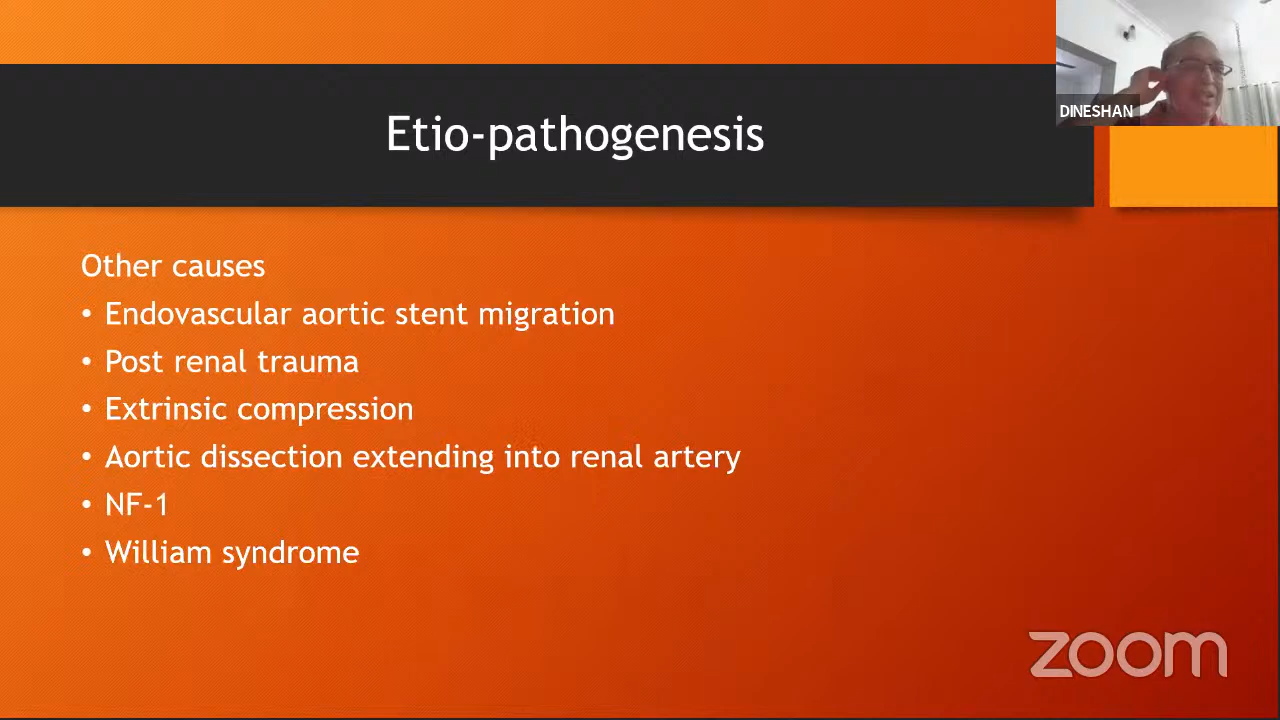 DINESHAN
Etio-pathogenesis
Other causes
• Endovascular aortic stent migration
• Post renal trauma
• Extrinsic compression
• Aortic dissection extending into renal artery
• NF-1
• William syndrome
zoom